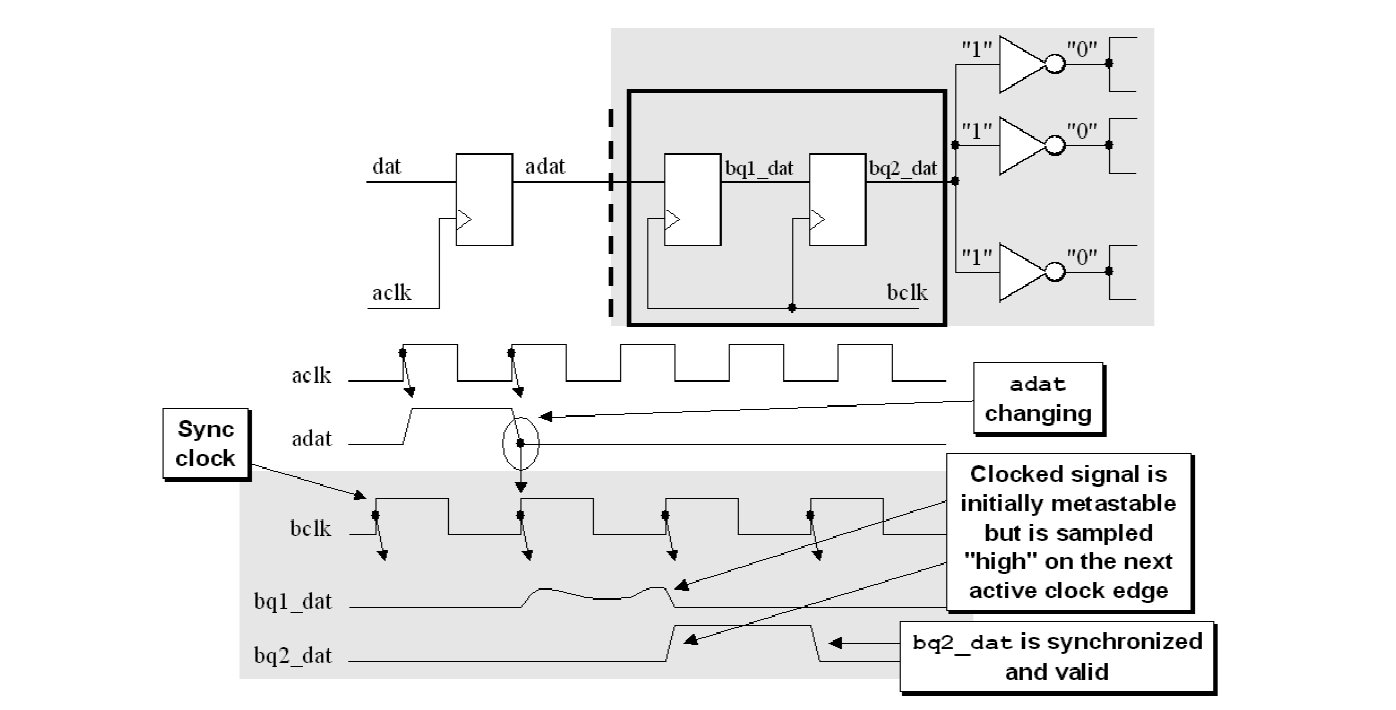 "1" "0"
"1" "0"
dat adat bq1_dat bq2_dat
"1" "0"
aclk bclk
aclk
adat
changing
Sync
clock
adat
Clocked signal is
initially metastable
but is sampled
"high" on the next
active clock edge
bclk
bq1_dat
bq2_dat
bq2_dat is synchronized
and valid